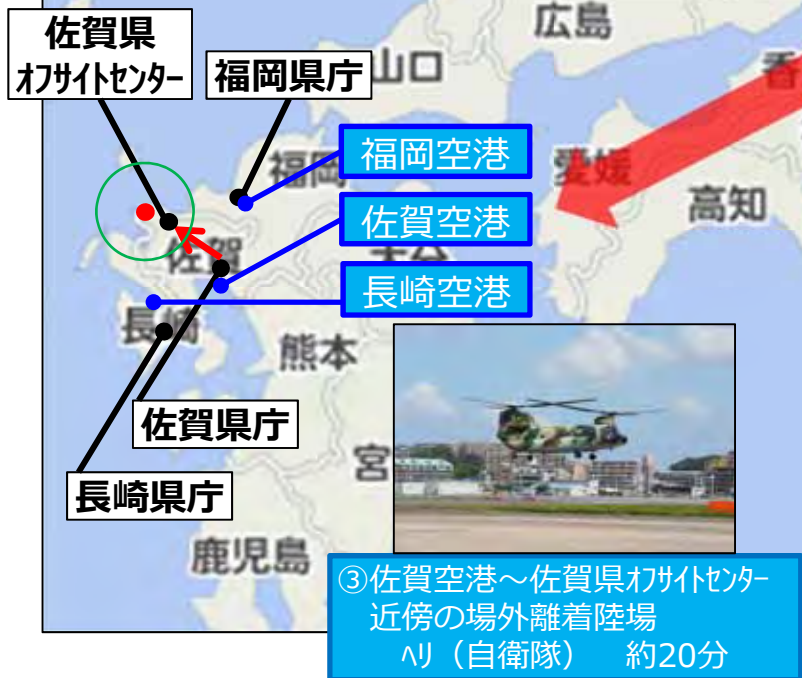 広島
佐賀県
オフサイトセンター
福岡県庁
山口
香
福岡
福岡空港
愛媛
高知
佐賀空港
佐賀
大分
長崎空港
長崎
熊本
佐賀県庁
宮
長崎県庁
鹿児島
③佐賀空港～佐賀県オフサイトセンター
近傍の場外離着陸場
ヘリ（自衛隊）　約20分